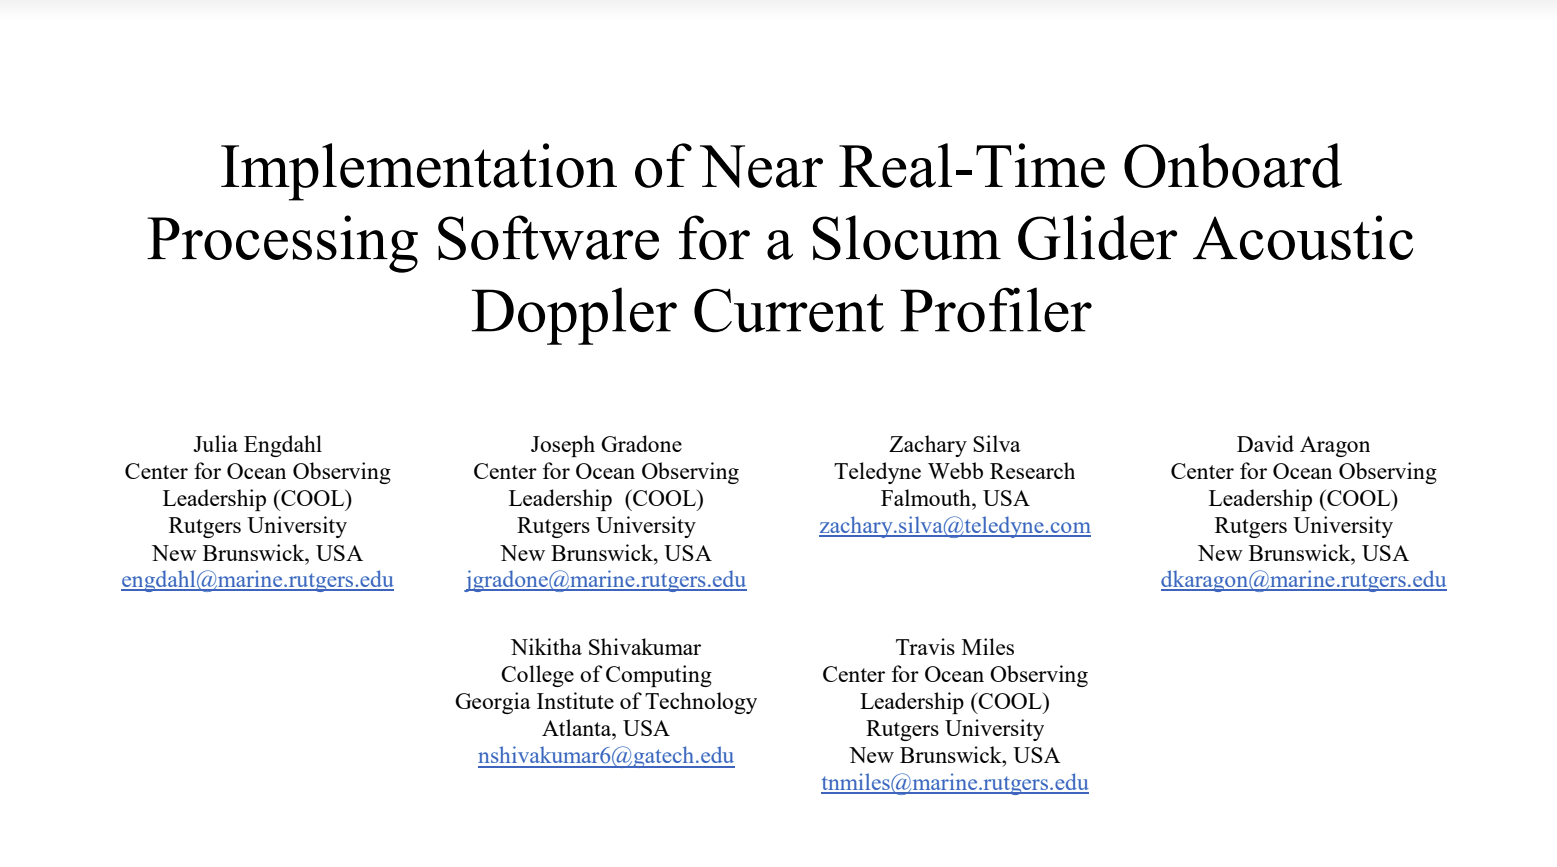 Implementation of Near Real-Time Onboard
Processing Software for a Slocum Glider Acoustic
Doppler Current Profiler
Julia Engdahl
Center for Ocean Observing
Leadership (COOL)
Rutgers University
New Brunswick, USA
engdahl@marine.rutgers.edu
Joseph Gradone
Center for Ocean Observing
Leadership (COOL)
Rutgers University
New Brunswick, USA
jgradone@marine.rutgers.edu
Zachary Silva
Teledyne Webb Research
Falmouth, USA
zachary.silva@teledyne.com
David Aragon
Center for Ocean Observing
Leadership (COOL)
Rutgers University
New Brunswick, USA
dkaragon@marine.rutgers.edu
Nikitha Shivakumar
College of Computing
Georgia Institute of Technology
Atlanta, USA
nshivakumar6@gatech.edu
Travis Miles
Center for Ocean Observing
Leadership (COOL)
Rutgers University
New Brunswick, USA
tnmiles@marine.rutgers.edu